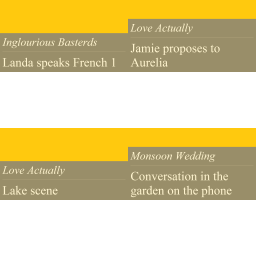 Inglourious Basterds
Landa speaks French 1
Love Actually
Jamie proposes to
Aurelia
Love Actually
Lake scene
Monsoon Wedding
Conversation in the
garden on the phone